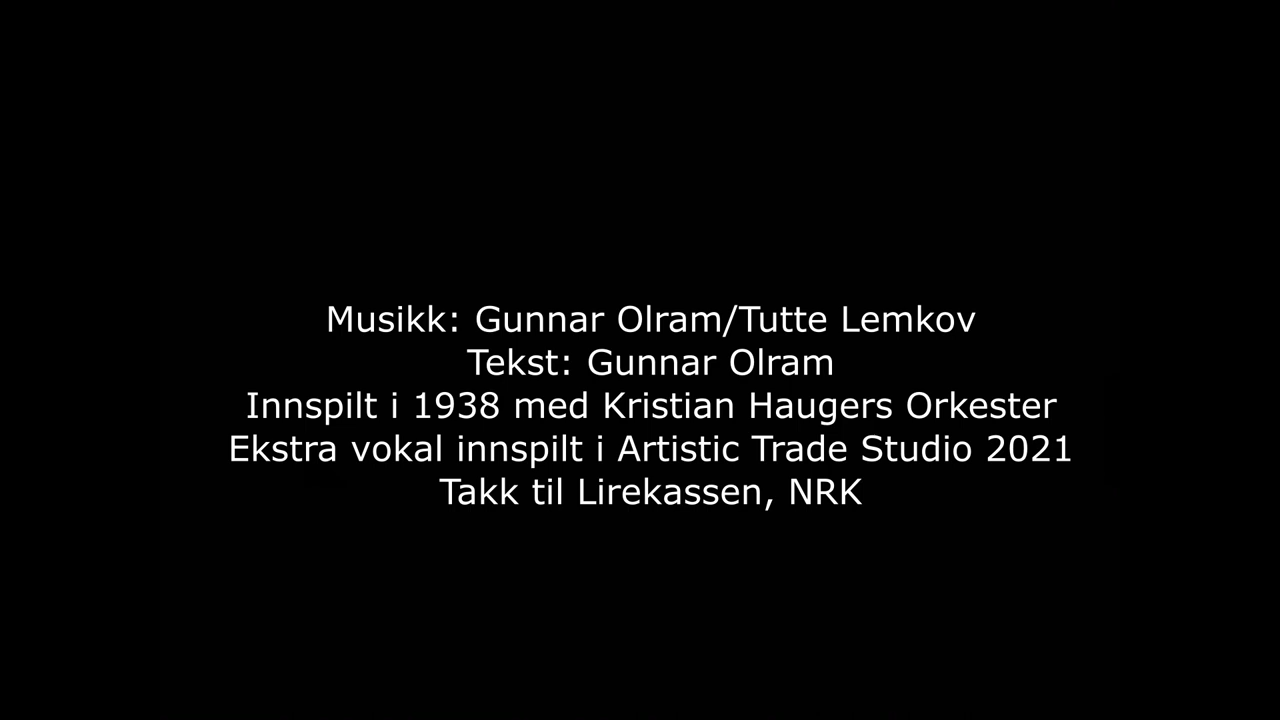 Musikk: Gunnar Olram/Tutte Lemkov
Tekst: Gunnar Olram
Innspilt i 1938 med Kristian Haugers Orkester
Ekstra vokal innspilt i Artistic Trade Studio 2021
Takk til Lirekassen, NRK